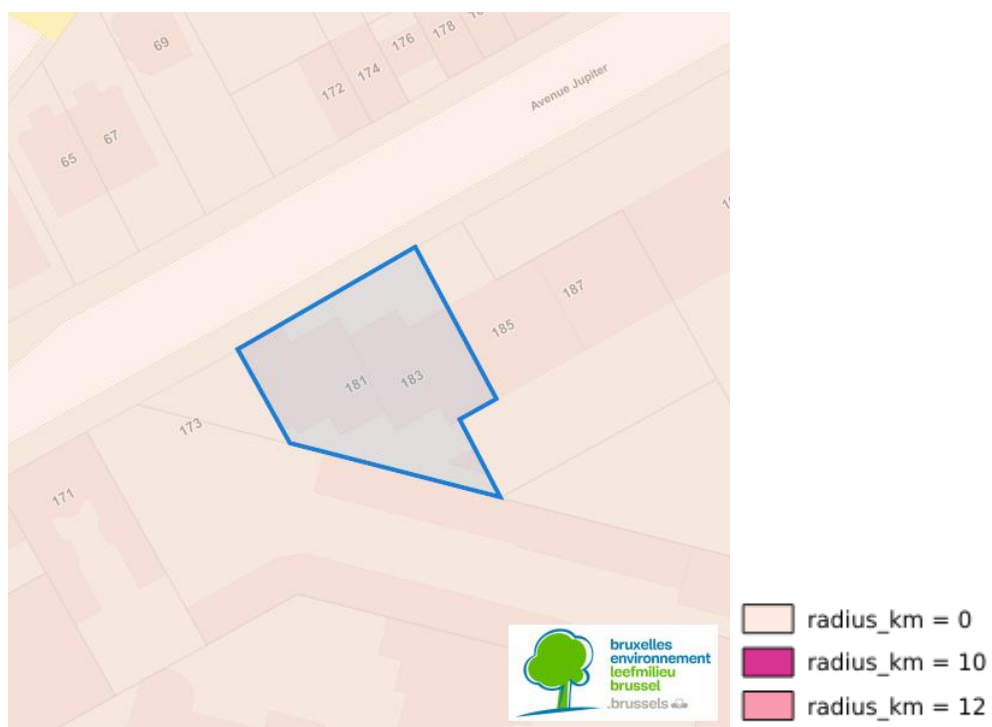 69
176
178
172
174
Avenue Jupiter
67
65
187
185
181
183
173
171
bruxelles
environnement
leefmilieu
brussel
.brussels
radius_km = 0
radius_km = 10
radius_km = 12